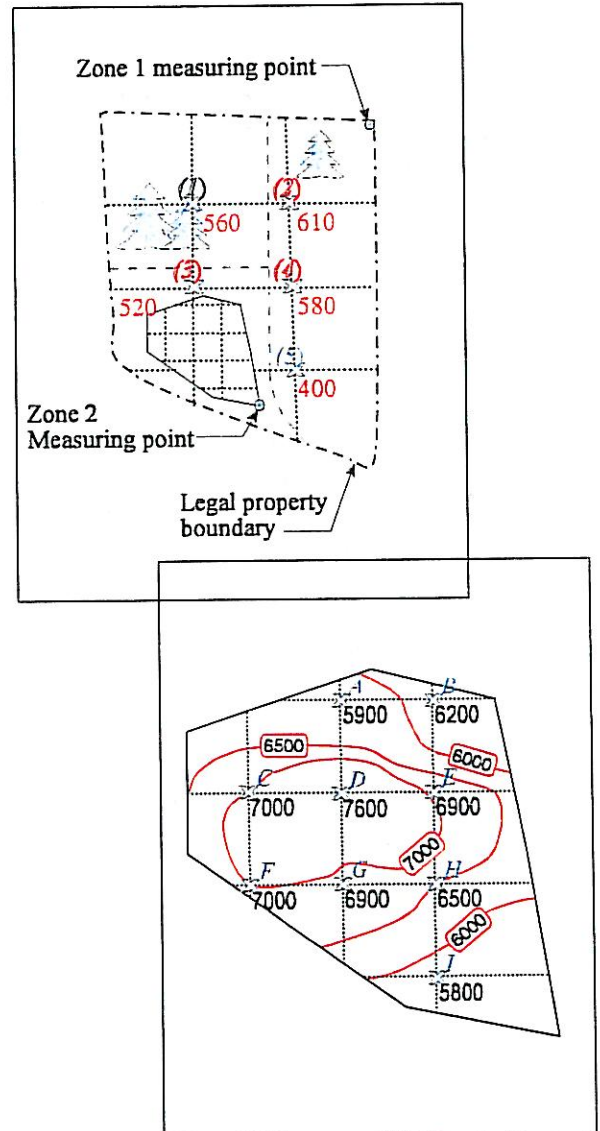 Zone 1 measuring point
(1)
(2)
560
610
(3)
(4)
520
580
(5)
400
Zone 2
Measuring point
Legal property
boundary
A
B
5900
6200
6500
6000
C
D
E
7000
7600
6900
7000
F
G
H
7000
6900
6500
6000
J
5800